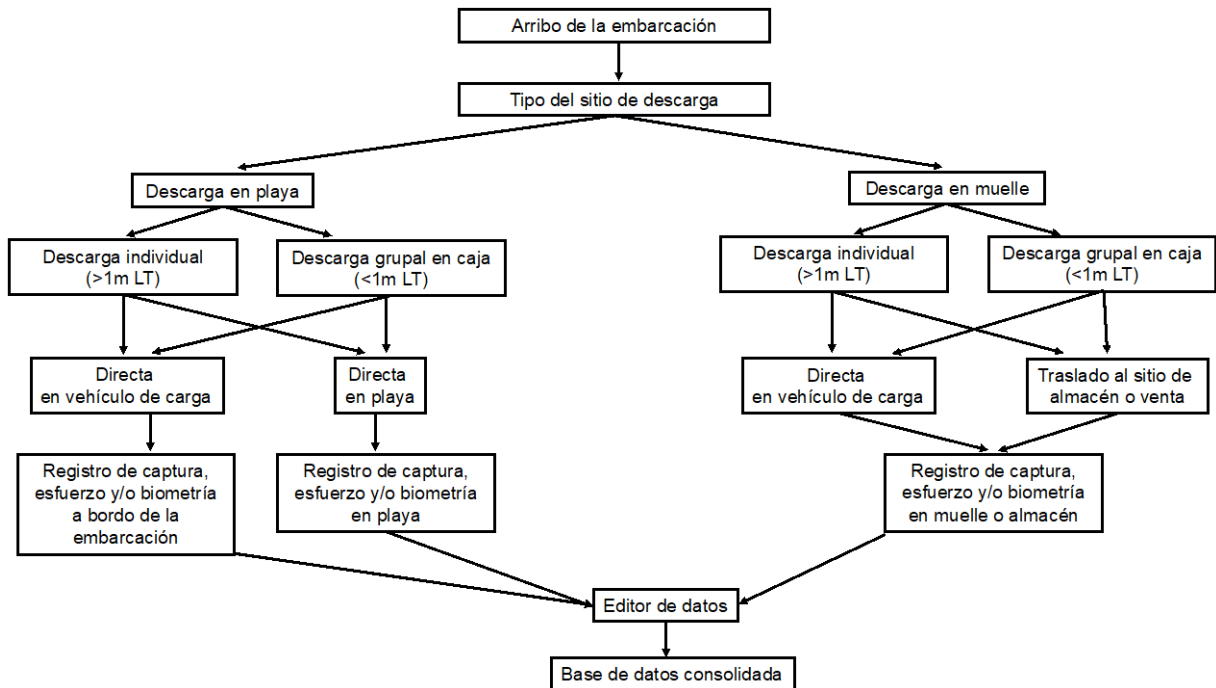 Arribo de la embarcación
Tipo del sitio de descarga
Descarga en playa
Descarga en muelle
Descarga individual
(>1m LT)
Descarga grupal en caja
(<1m LT)
Descarga individual
(>1m LT)
Descarga grupal en caja
(<1m LT)
Directa
en vehículo de carga
Directa
en playa
Directa
en vehículo de carga
Traslado al sitio de
almacén o venta
Registro de captura,
esfuerzo y/o biometría
a bordo de la
embarcación
Registro de captura,
esfuerzo y/o biometría
en playa
Registro de captura,
esfuerzo y/o biometría
en muelle o almacén
Editor de datos
Base de datos consolidada